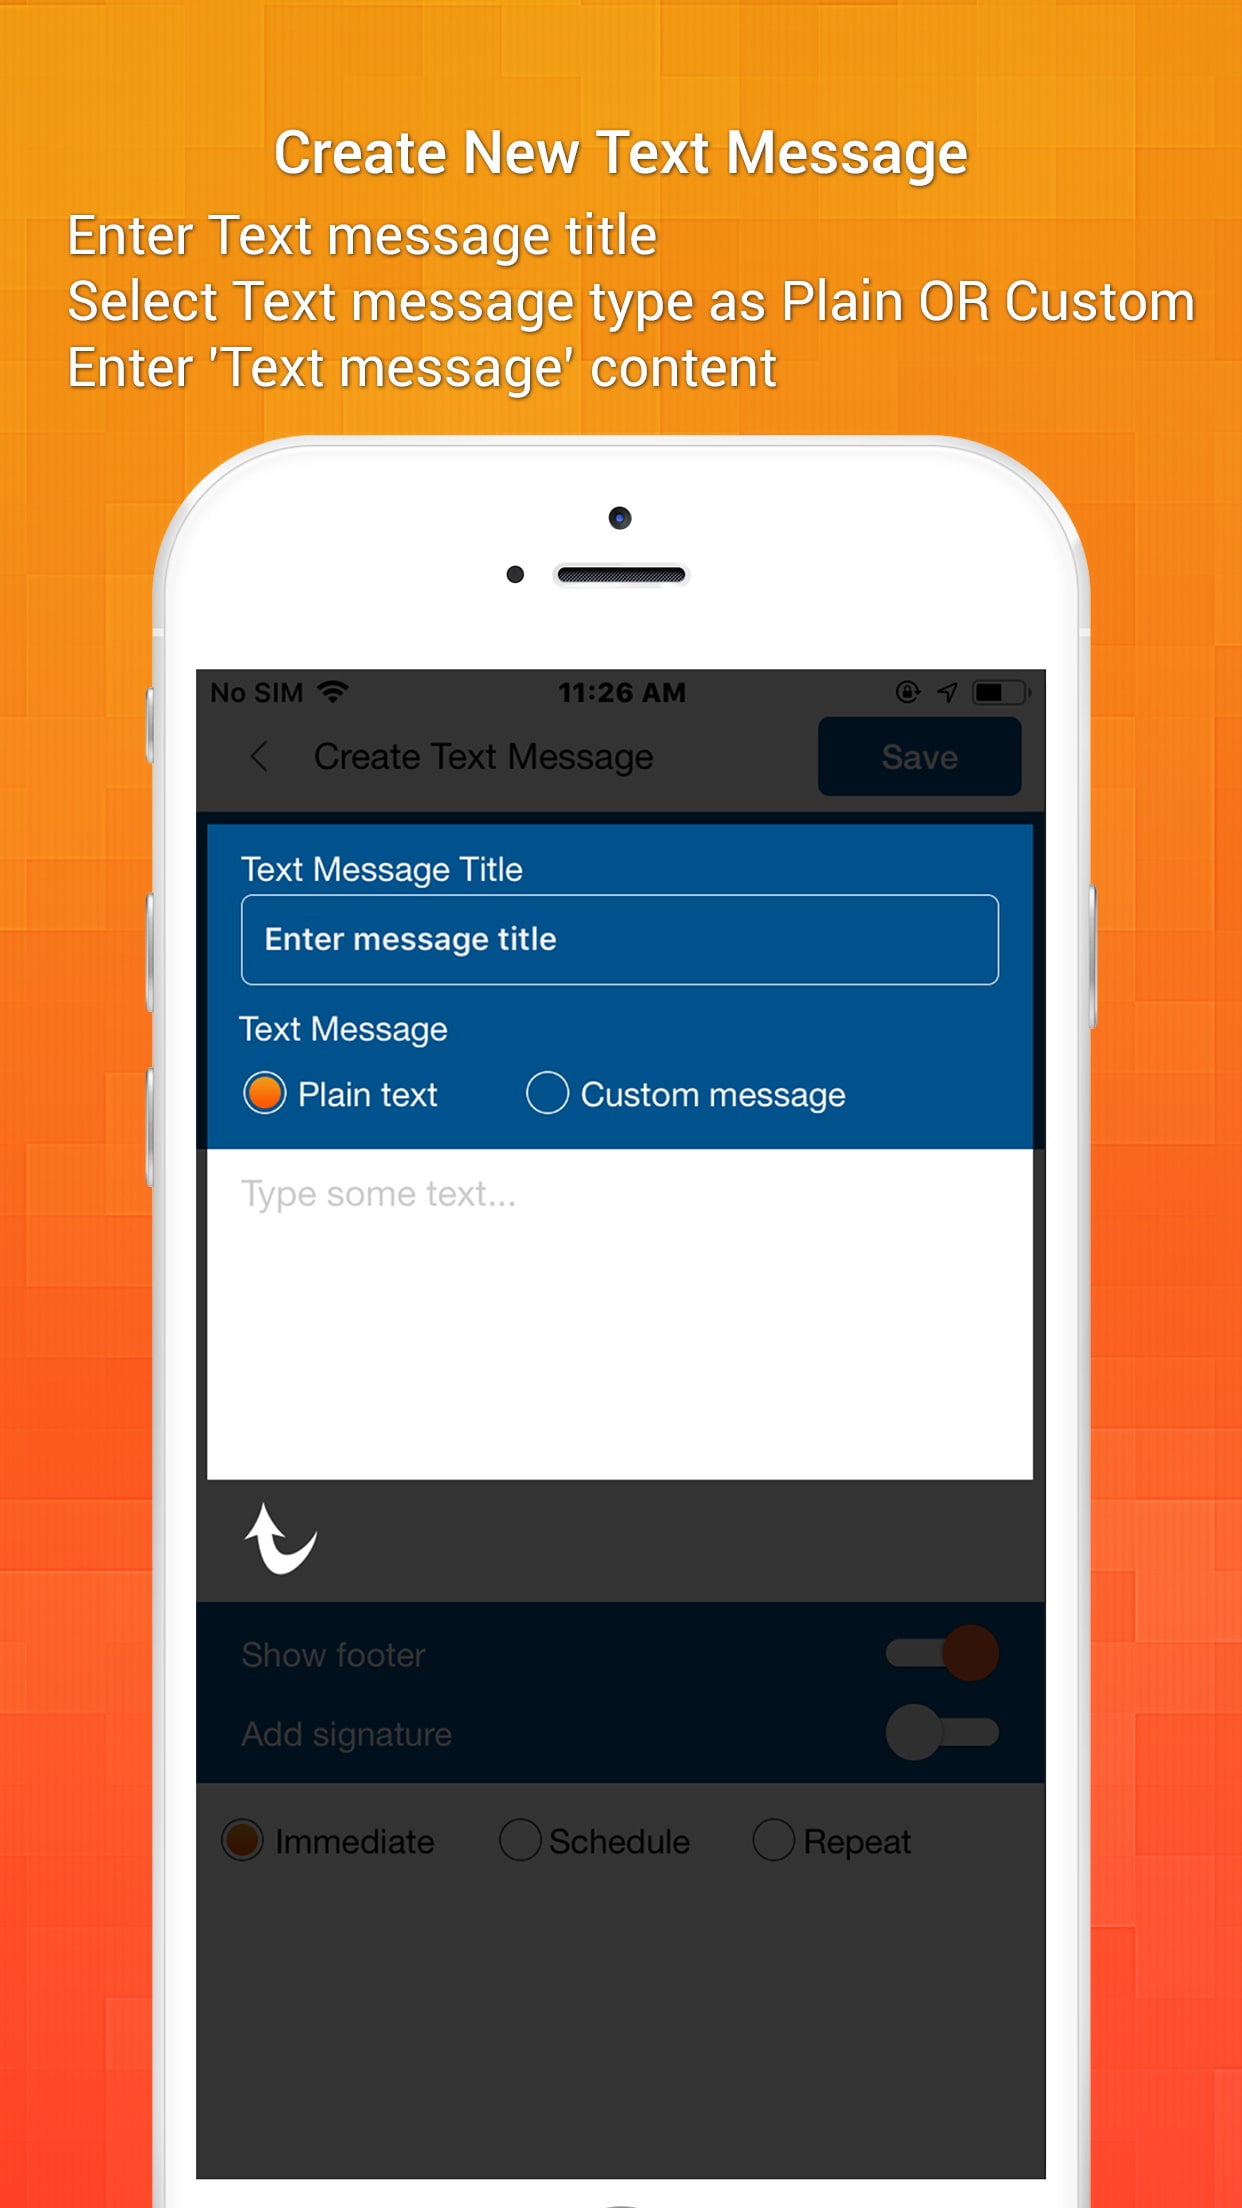 Create New Text Message
Enter Text message title
Select Text message type as Plain OR Custom
Enter 'Text message' content
No SIM 11:26 AM
Create Text Message Save
Text Message Title
Enter message title
Text Message
Plain text Custom message
Type some text...
Show footer
Add signature
Immediate Schedule Repeat